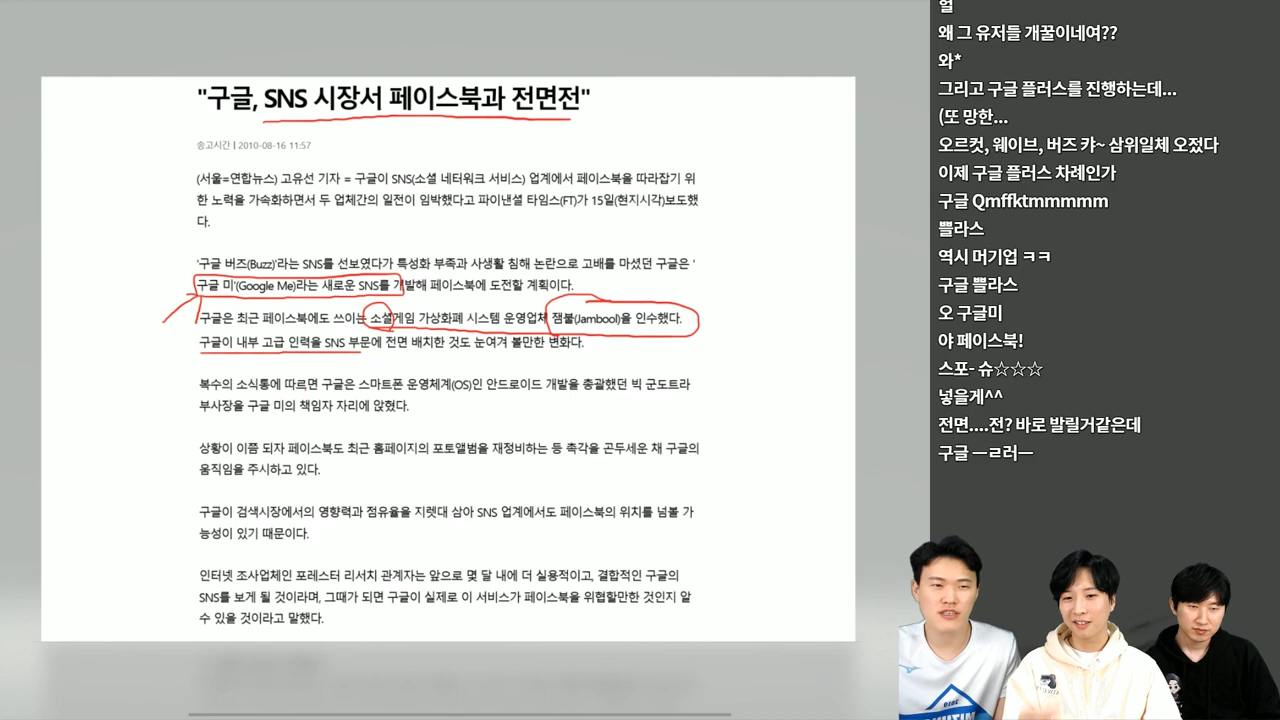 "구글, SNS 시장서 페이스북과 전면전"
송고시간 | 2010-08-16 11:57
(서울=연합뉴스) 고유선 기자 = 구글이 SNS(소셜 네터워크 서비스) 업계에서 페이스북을 따라잡기 위
한 노력을 가속화하면서 두 업체간의 일전이 임박했다고 파이낸셜 타임스(FT)가 15일(현지시각)보도했
다.
'구글 버즈(Buzz)'라는 SNS를 선보였다가 특성화 부족과 사생활 침해 논란으로 고배를 마셨던 구글은 '
구글 미'(Google Me)라는 새로운 SNS를 개발해 페이스북에 도전할 계획이다.
구글은 최근 페이스북에도 쓰이는 소셜게임 가상화폐 시스템 운영업체 잼불(Jambool)을 인수했다.
구글이 내부 고급 인력을 SNS 부문에 전면 배치한 것도 눈여겨 볼만한 변화다.
복수의 소식통에 따르면 구글은 스마트폰 운영체계(OS)인 안드로이드 개발을 총괄했던 빅 군도트라
부사장을 구글 미의 책임자 자리에 앉혔다.
상황이 이쯤 되자 페이스북도 최근 홈페이지의 포토앨범을 재정비하는 등 촉각을 곤두세운 채 구글의
움직임을 주시하고 있다.
구글이 검색시장에서의 영향력과 점유율을 지렛대 삼아 SNS 업계에서도 페이스북의 위치를 넘볼 가
능성이 있기 때문이다.
인터넷 조사업체인 포레스터 리서치 관계자는 앞으로 몇 달 내에 더 실용적이고, 결합적인 구글의
SNS를 보게 될 것이라며, 그때가 되면 구글이 실제로 이 서비스가 페이스북을 위협할만한 것인지 알
수 있을 것이라고 말했다.
헐
왜 그 유저들 개꿀이네여??
와*
그리고 구글 플러스를 진행하는데...
(또 망한...
오르컷, 웨이브, 버즈 캬~ 삼위일체 오졌다
이제 구글 플러스 차례인가
구글 Qmffktmmmmm
쁠라스
역시 머기업 ㅋㅋ
구글 쁠라스
오 구글미
야 페이스북!
스포- 슈☆☆☆
넣을게^^
전면....전? 바로 발릴거같은데
구글 ㅡㄹ러ㅡ